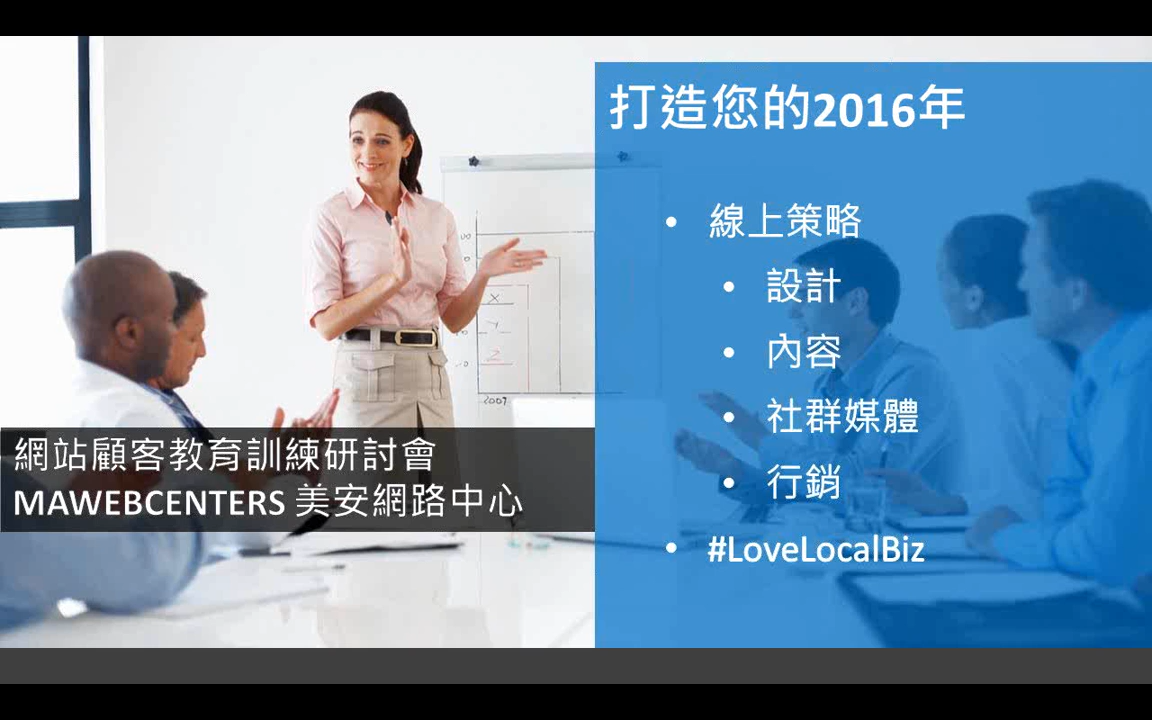 打造您的2016年
• 線上策略
• 設計
• 內容
• 社群媒體
• 行銷
• #LoveLocalBiz
網站顧客教育訓練研討會
MAWEBCENTERS 美安網路中心
X
Y
Z
2007